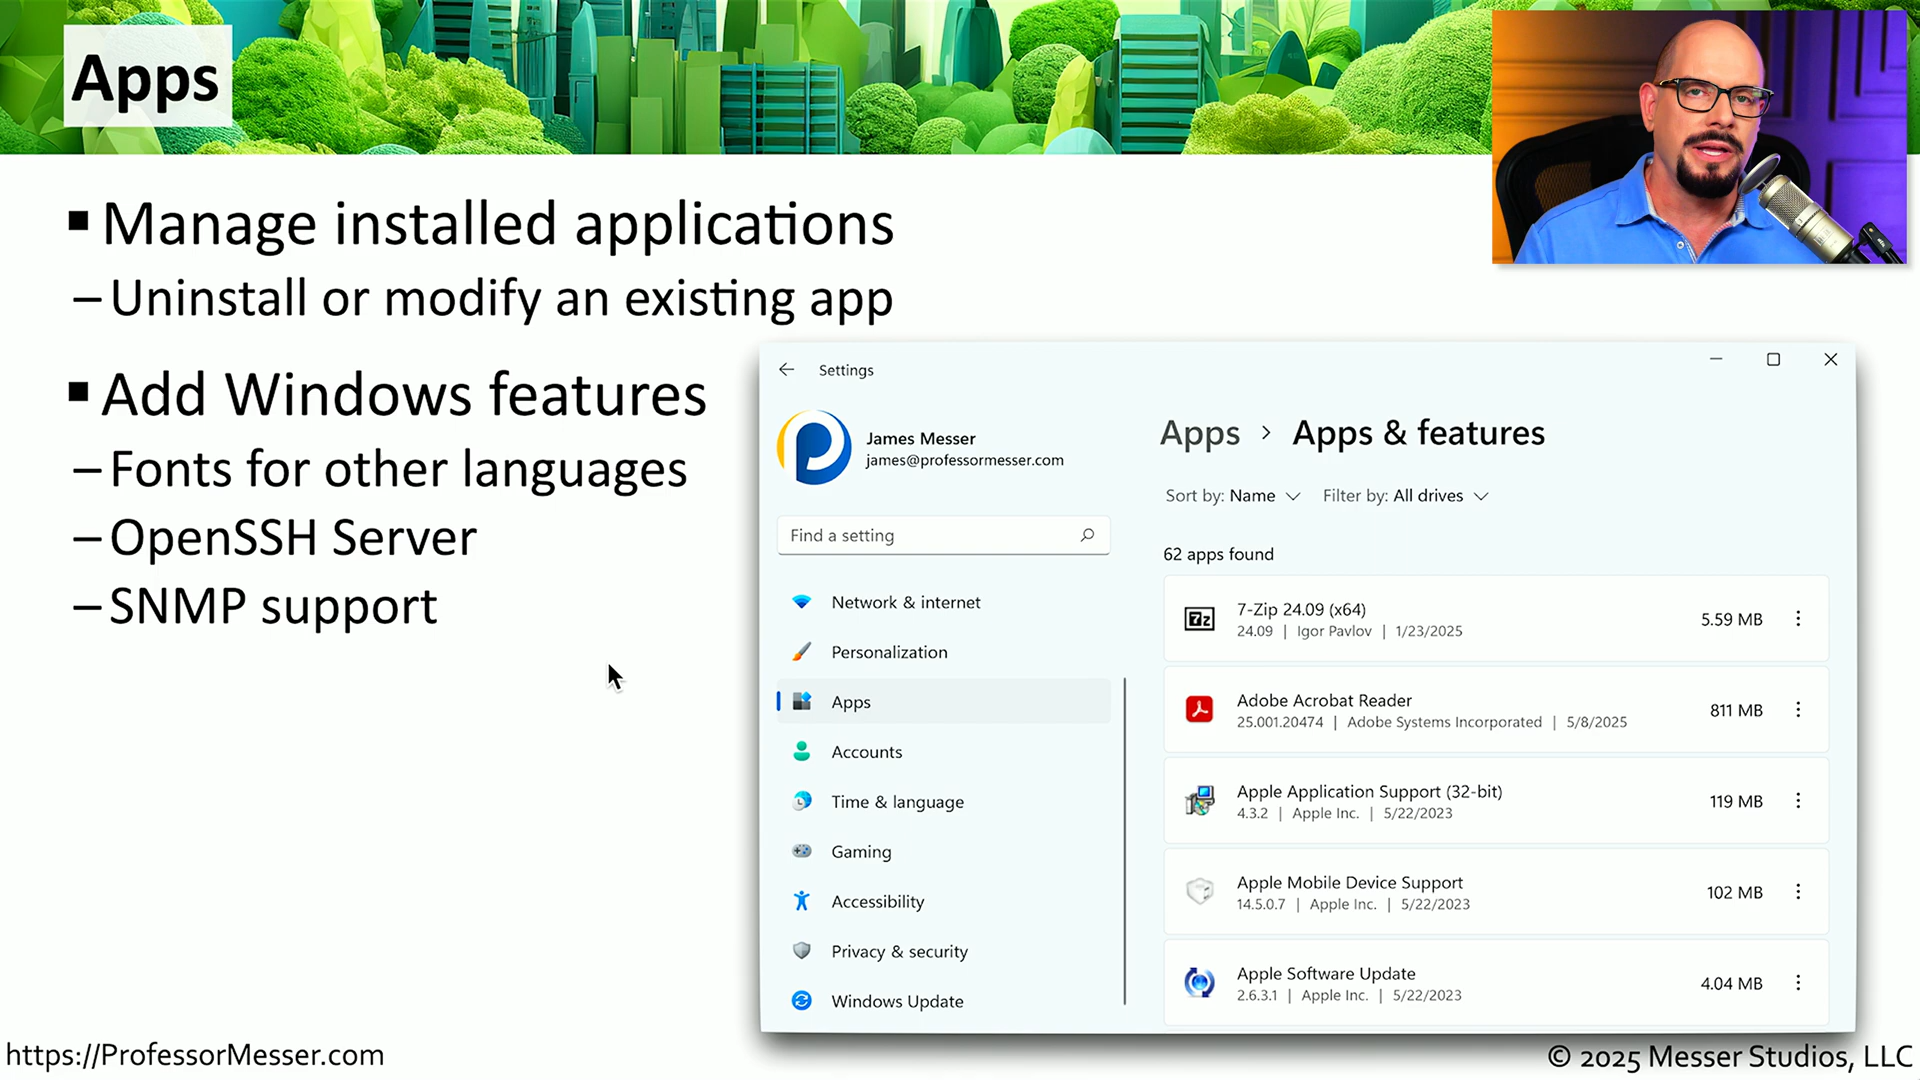 Apps
Manage installed applications
– Uninstall or modify an existing app
Add Windows features
– Fonts for other languages
– OpenSSH Server
– SNMP support
Settings
James Messer
james@professormesser.com
Find a setting
Network & internet
Personalization
Apps
Accounts
Time & language
Gaming
Accessibility
Privacy & security
Windows Update
Apps > Apps & features
Sort by: Name Filter by: All drives
62 apps found
7-Zip 24.09 (x64)
24.09 | Igor Pavlov | 1/23/2025
5.59 MB
Adobe Acrobat Reader
25.001.20474 | Adobe Systems Incorporated | 5/8/2025
811 MB
Apple Application Support (32-bit)
4.3.2 | Apple Inc. | 5/22/2023
119 MB
Apple Mobile Device Support
14.5.0.7 | Apple Inc. | 5/22/2023
102 MB
Apple Software Update
2.6.3.1 | Apple Inc. | 5/22/2023
4.04 MB
https://ProfessorMesser.com
© 2025 Messer Studios, LLC